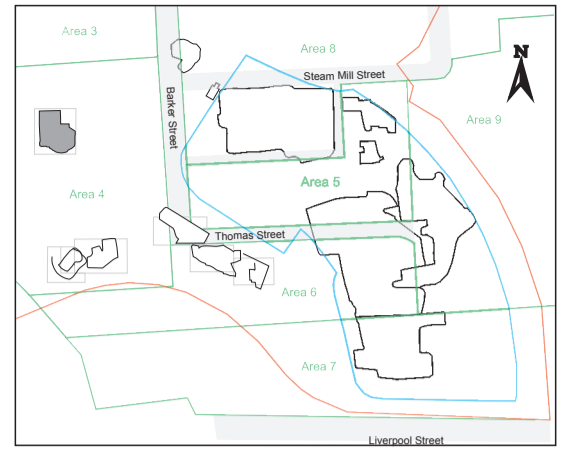 Area 3
Area 8
N
Steam Mill Street
Barker Street
Area 9
Area 5
Area 4
Thomas Street
Area 6
Area 7
Liverpool Street